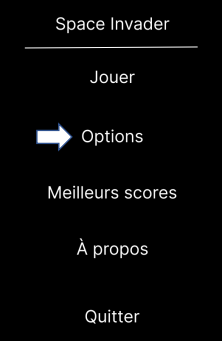 Space Invader
Jouer
Options
Meilleurs scores
À propos
Quitter